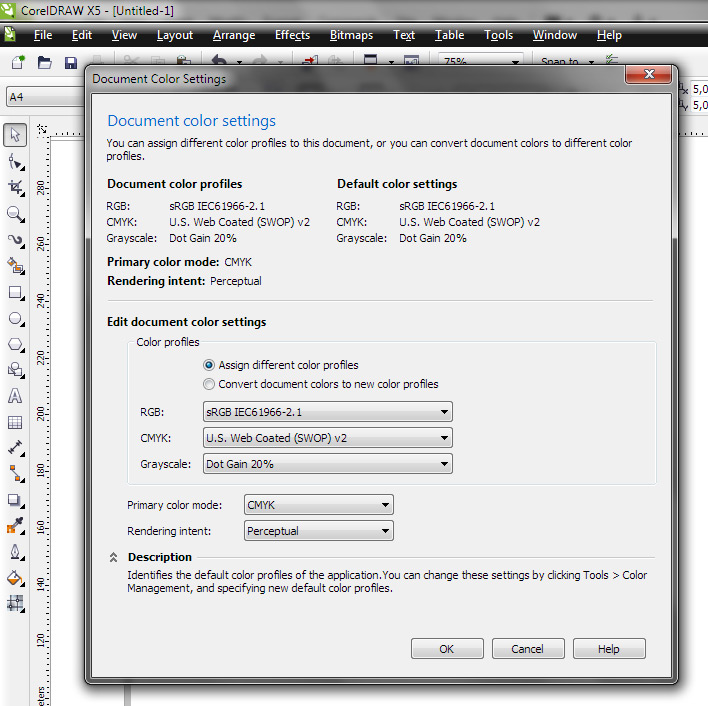 CorelDRAW X5 - [Untitled-1]
File Edit View Layout Arrange Effects Bitmaps Text Table Tools Window Help
75% Snap to
Document Color Settings
A4
5,0
5,0
Document color settings
You can assign different color profiles to this document, or you can convert document colors to different color
profiles.
Document color profiles Default color settings
RGB: sRGB IEC61966-2.1 RGB: sRGB IEC61966-2.1
CMYK: U.S. Web Coated (SWOP) v2 CMYK: U.S. Web Coated (SWOP) v2
Grayscale: Dot Gain 20% Grayscale: Dot Gain 20%
Primary color mode: CMYK
Rendering intent: Perceptual
Edit document color settings
Color profiles
Assign different color profiles
Convert document colors to new color profiles
RGB: sRGB IEC61966-2.1
CMYK: U.S. Web Coated (SWOP) v2
Grayscale: Dot Gain 20%
Primary color mode: CMYK
Rendering intent: Perceptual
Description
Identifies the default color profiles of the application.You can change these settings by clicking Tools > Color
Management, and specifying new default color profiles.
OK Cancel Help
280
260
240
220
200
180
160
140
120